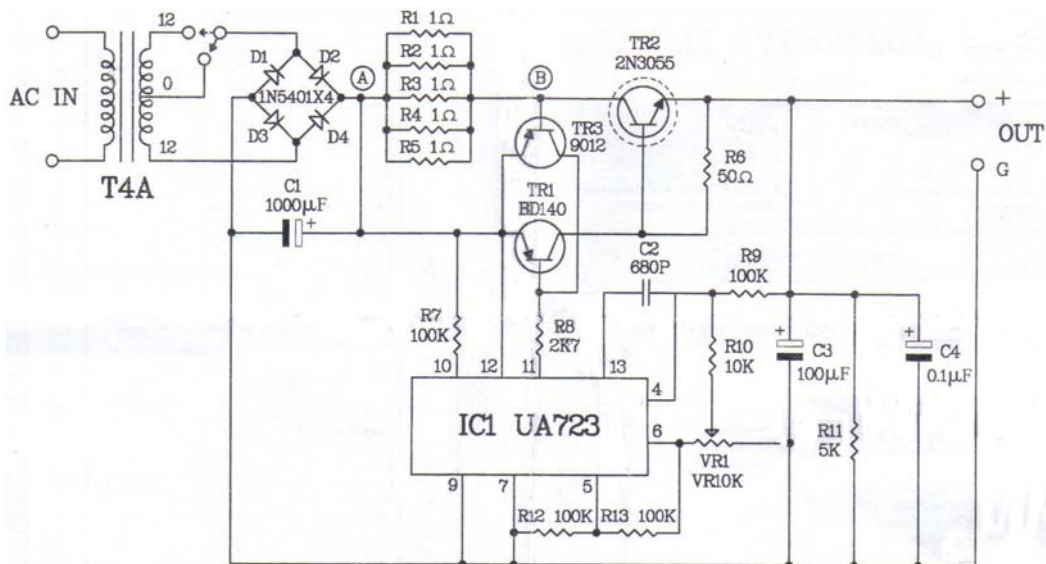 12
0
12
AC IN
T4A
D1
D2
1N5401X4
D3
D4
C1
1000µF
+
A
R1 1Ω
R2 1Ω
R3 1Ω
R4 1Ω
R5 1Ω
B
TR2
2N3055
TR3
9012
TR1
BD140
R6
50Ω
+
OUT
G
C2
680P
R9
100K
R7
100K
R8
2K7
R10
10K
+
C3
100µF
+
C4
0.1µF
10
12
11
13
4
IC1 UA723
6
VR1
VR10K
R11
5K
9
7
5
R12 100K
R13 100K